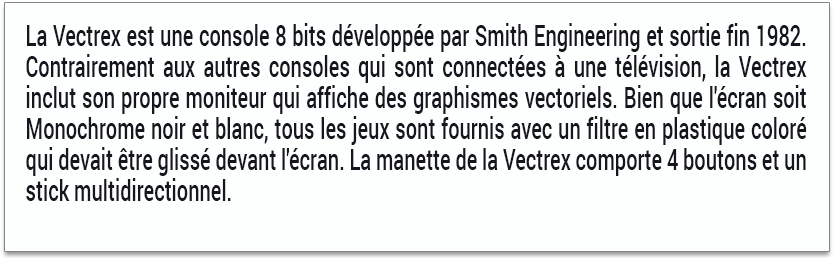 La Vectrex est une console 8 bits développée par Smith Engineering et sortie fin 1982.
Contrairement aux autres consoles qui sont connectées à une télévision, la Vectrex
inclut son propre moniteur qui affiche des graphismes vectoriels. Bien que l'écran soit
Monochrome noir et blanc, tous les jeux sont fournis avec un filtre en plastique coloré
qui devait être glissé devant l'écran. La manette de la Vectrex comporte 4 boutons et un
stick multidirectionnel.